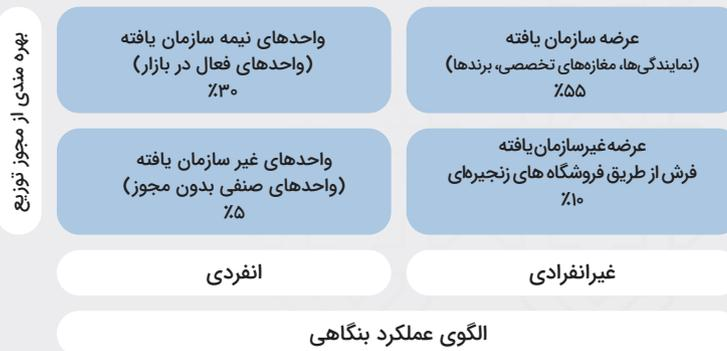 بهره مندی از مجوز توزیع
عرضه سازمان یافته
(نمایندگی‌ها، مغازه‌های تخصصی، برندها)
٪۵۵
واحدهای نیمه سازمان یافته
(واحدهای فعال در بازار)
٪۳۰
عرضه غیرسازمان‌یافته
فرش از طریق فروشگاه های زنجیره‌ای
٪۱۰
واحدهای غیر سازمان یافته
(واحدهای صنفی بدون مجوز)
٪۵
غیرانفرادی
انفردی
الگوی عملکرد بنگاهی